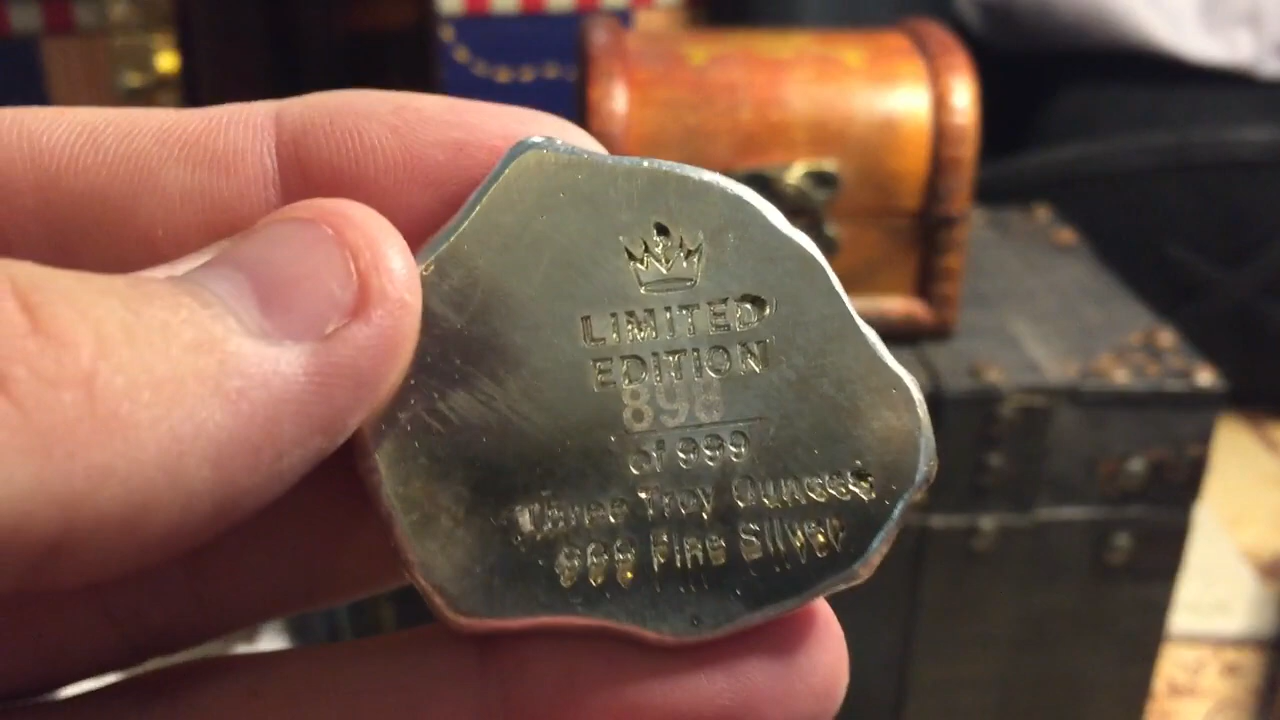 LIMITED
EDITION
898
of 999
Three Troy Ounces
999 Fine Silver